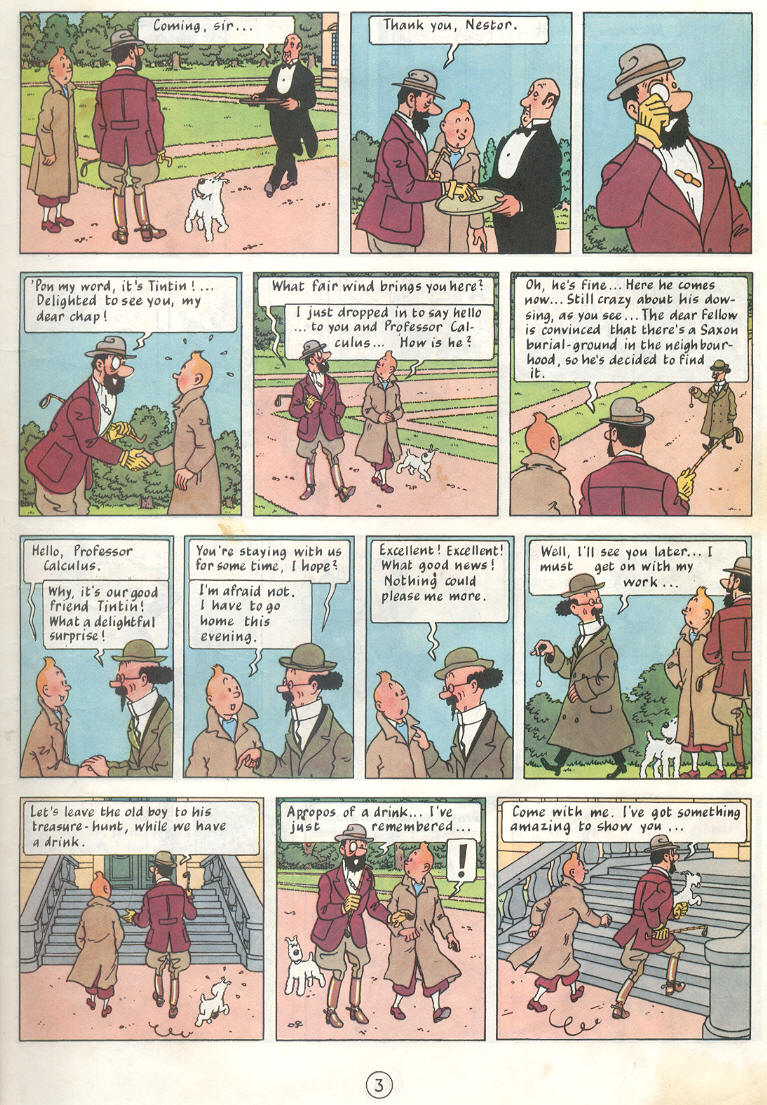 Coming, sir...
Thank you, Nestor.
'Pon my word, it's Tintin!...
Delighted to see you, my
dear chap!
What fair wind brings you here?
I just dropped in to say hello
... to you and Professor Cal-
culus... How is he?
Oh, he's fine... Here he comes
now... Still crazy about his dow-
sing, as you see... The dear fellow
is convinced that there's a Saxon
burial-ground in the neighbour-
hood, so he's decided to find
it.
Hello, Professor
Calculus.
Why, it's our good
friend Tintin!
What a delightful
surprise!
You're staying with us
for some time, I hope?
I'm afraid not.
I have to go
home this
evening.
Excellent! Excellent!
What good news!
Nothing could
please me more.
Well, I'll see you later... I
must get on with my
work...
Let's leave the old boy to his
treasure-hunt, while we have
a drink.
Apropos of a drink... I've
just remembered...
!
Come with me. I've got something
amazing to show you...
3